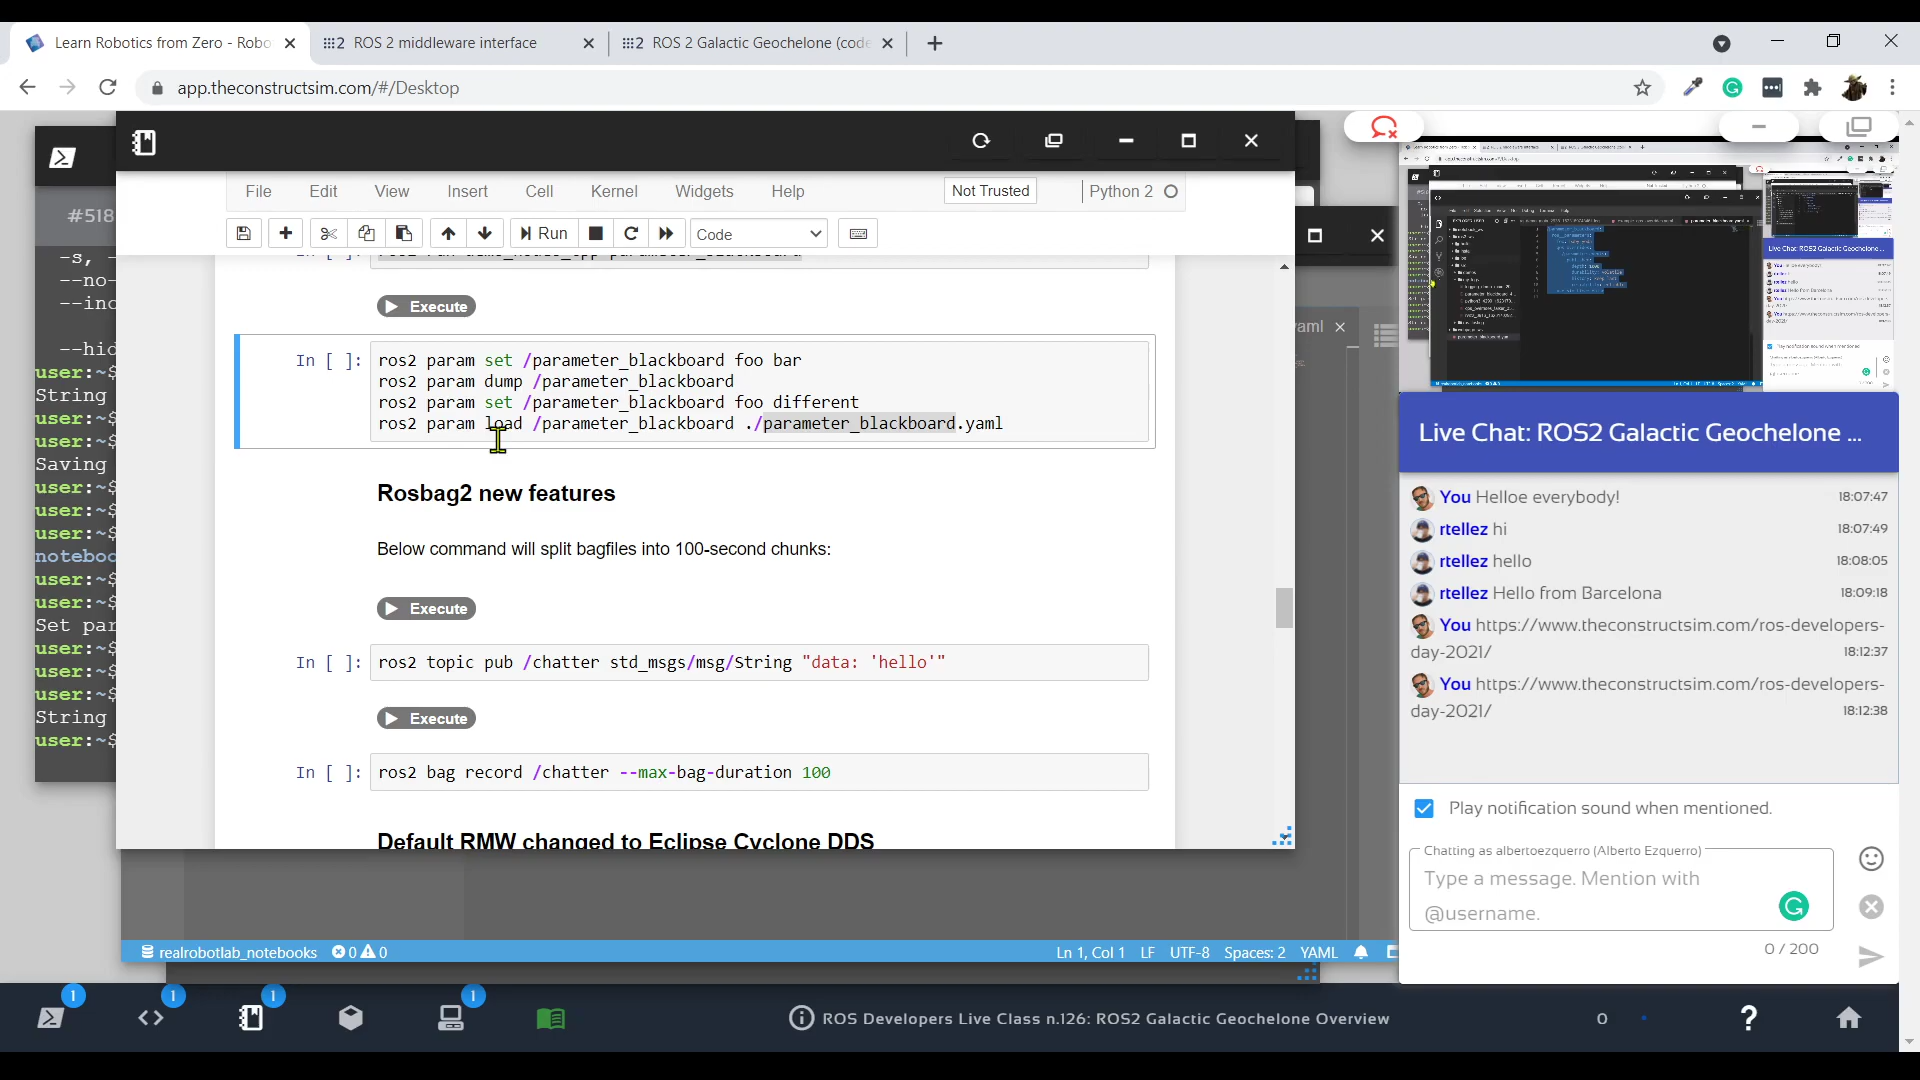 Learn Robotics from Zero - Robo
ROS 2 middleware interface
ROS 2 Galactic Geochelone (code
app.theconstructsim.com/#/Desktop
File Edit View Insert Cell Kernel Widgets Help
Not Trusted
Python 2
Run
Code
#518
-s, -
--no-
--inc
--hid
user:~$
String
user:~$
user:~$
user:~$
Saving
user:~$
user:~$
user:~$
noteboo
user:~$
user:~$
Set par
user:~$
user:~$
user:~$
String
user:~$
Execute
In [ ]:
ros2 param set /parameter_blackboard foo bar
ros2 param dump /parameter_blackboard
ros2 param set /parameter_blackboard foo different
ros2 param load /parameter_blackboard ./parameter_blackboard.yaml
Rosbag2 new features
Below command will split bagfiles into 100-second chunks:
Execute
In [ ]: ros2 topic pub /chatter std_msgs/msg/String "data: 'hello'"
Execute
In [ ]: ros2 bag record /chatter --max-bag-duration 100
Default RMW changed to Eclipse Cyclone DDS
yaml
realrobotlab_notebooks 0 0
Ln 1, Col 1 LF UTF-8 Spaces: 2 YAML
Live Chat: ROS2 Galactic Geochelone ...
You Helloe everybody! 18:07:47
rtellez hi 18:07:49
rtellez hello 18:08:05
rtellez Hello from Barcelona 18:09:18
You https://www.theconstructsim.com/ros-developers-
day-2021/ 18:12:37
You https://www.theconstructsim.com/ros-developers-
day-2021/ 18:12:38
Play notification sound when mentioned.
Chatting as albertoezquerro (Alberto Ezquerro)
Type a message. Mention with
@username.
0 / 200
1 1 1 1
ROS Developers Live Class n.126: ROS2 Galactic Geochelone Overview
0
?